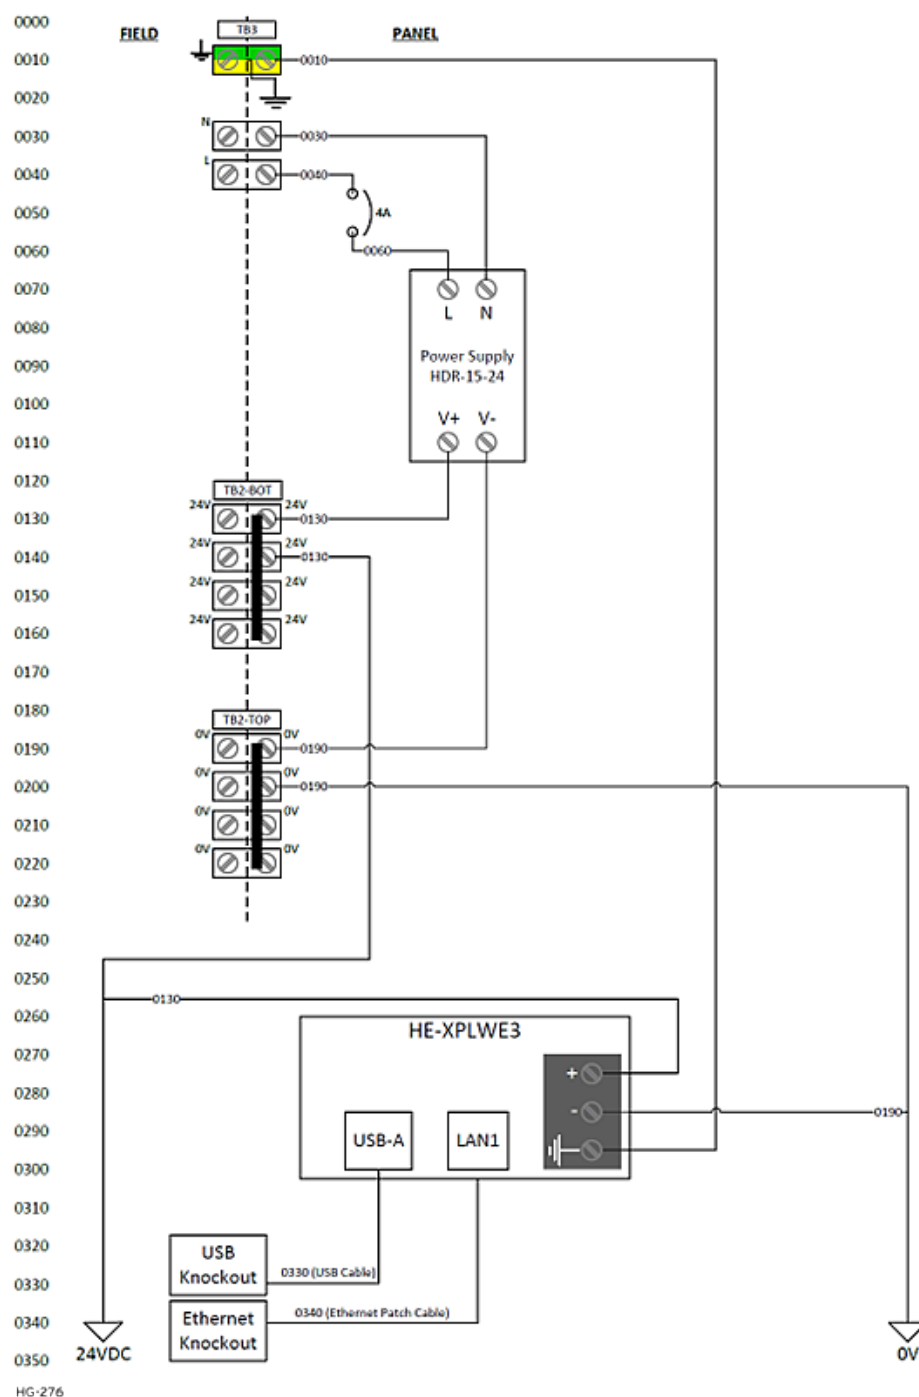 0000
FIELD
TB3
PANEL
0010
0010
0020
N
0030
0030
L
0040
0040
0050
4A
0060
0060
0070
L N
0080
0090
Power Supply
HDR-15-24
0100
V+ V-
0110
0120
TB2-BOT
24V 24V
0130
0130
24V 24V
0140
0130
24V 24V
0150
24V 24V
0160
0170
0180
TB2-TOP
0V 0V
0190
0190
0V 0V
0200
0190
0V 0V
0210
0V 0V
0220
0230
0240
0250
0130
0260
HE-XPLWE3
0270
+
0280
-
0190
0290
USB-A
LAN1
0300
0310
0320
USB
Knockout
0330 (USB Cable)
0330
0340 (Ethernet Patch Cable)
0340
Ethernet
Knockout
24VDC
0V
0350
HG-276